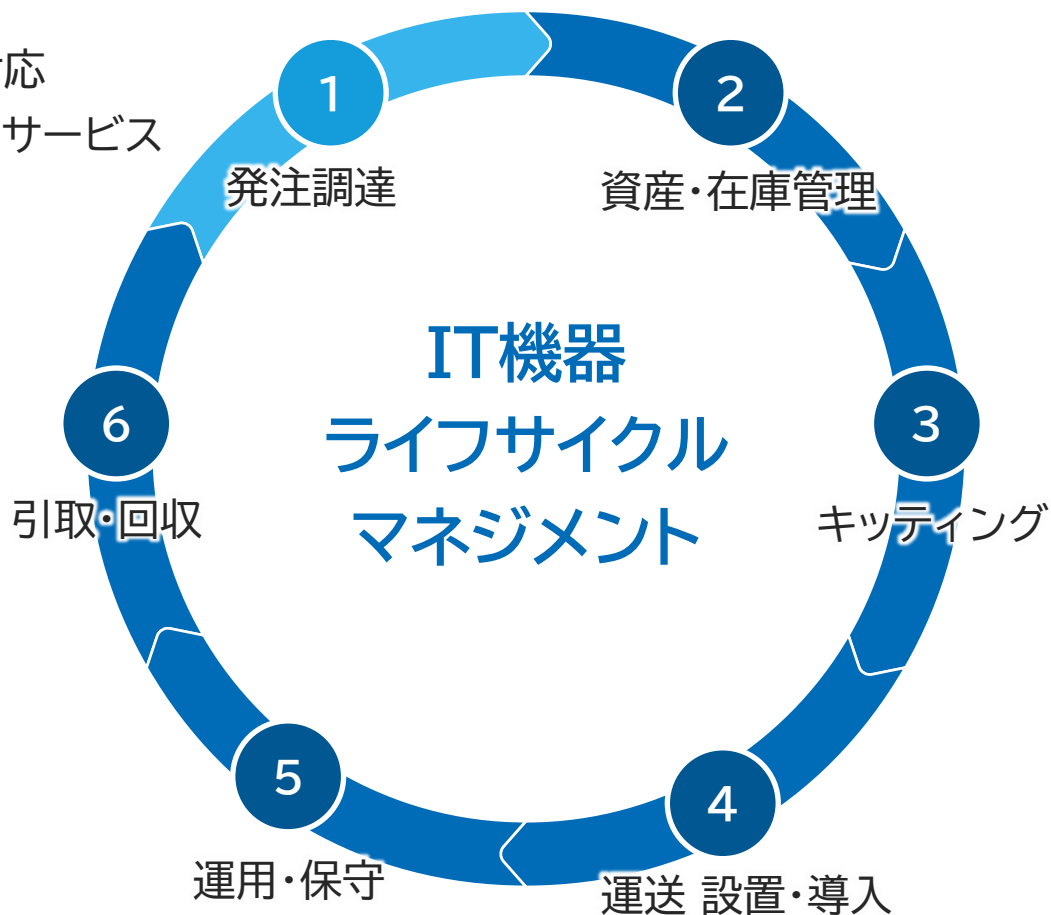 応
サービス
1
発注調達
2
資産・在庫管理
3
キッティング
4
運送 設置・導入
5
運用・保守
6
引取・回収
IT機器
ライフサイクル
マネジメント